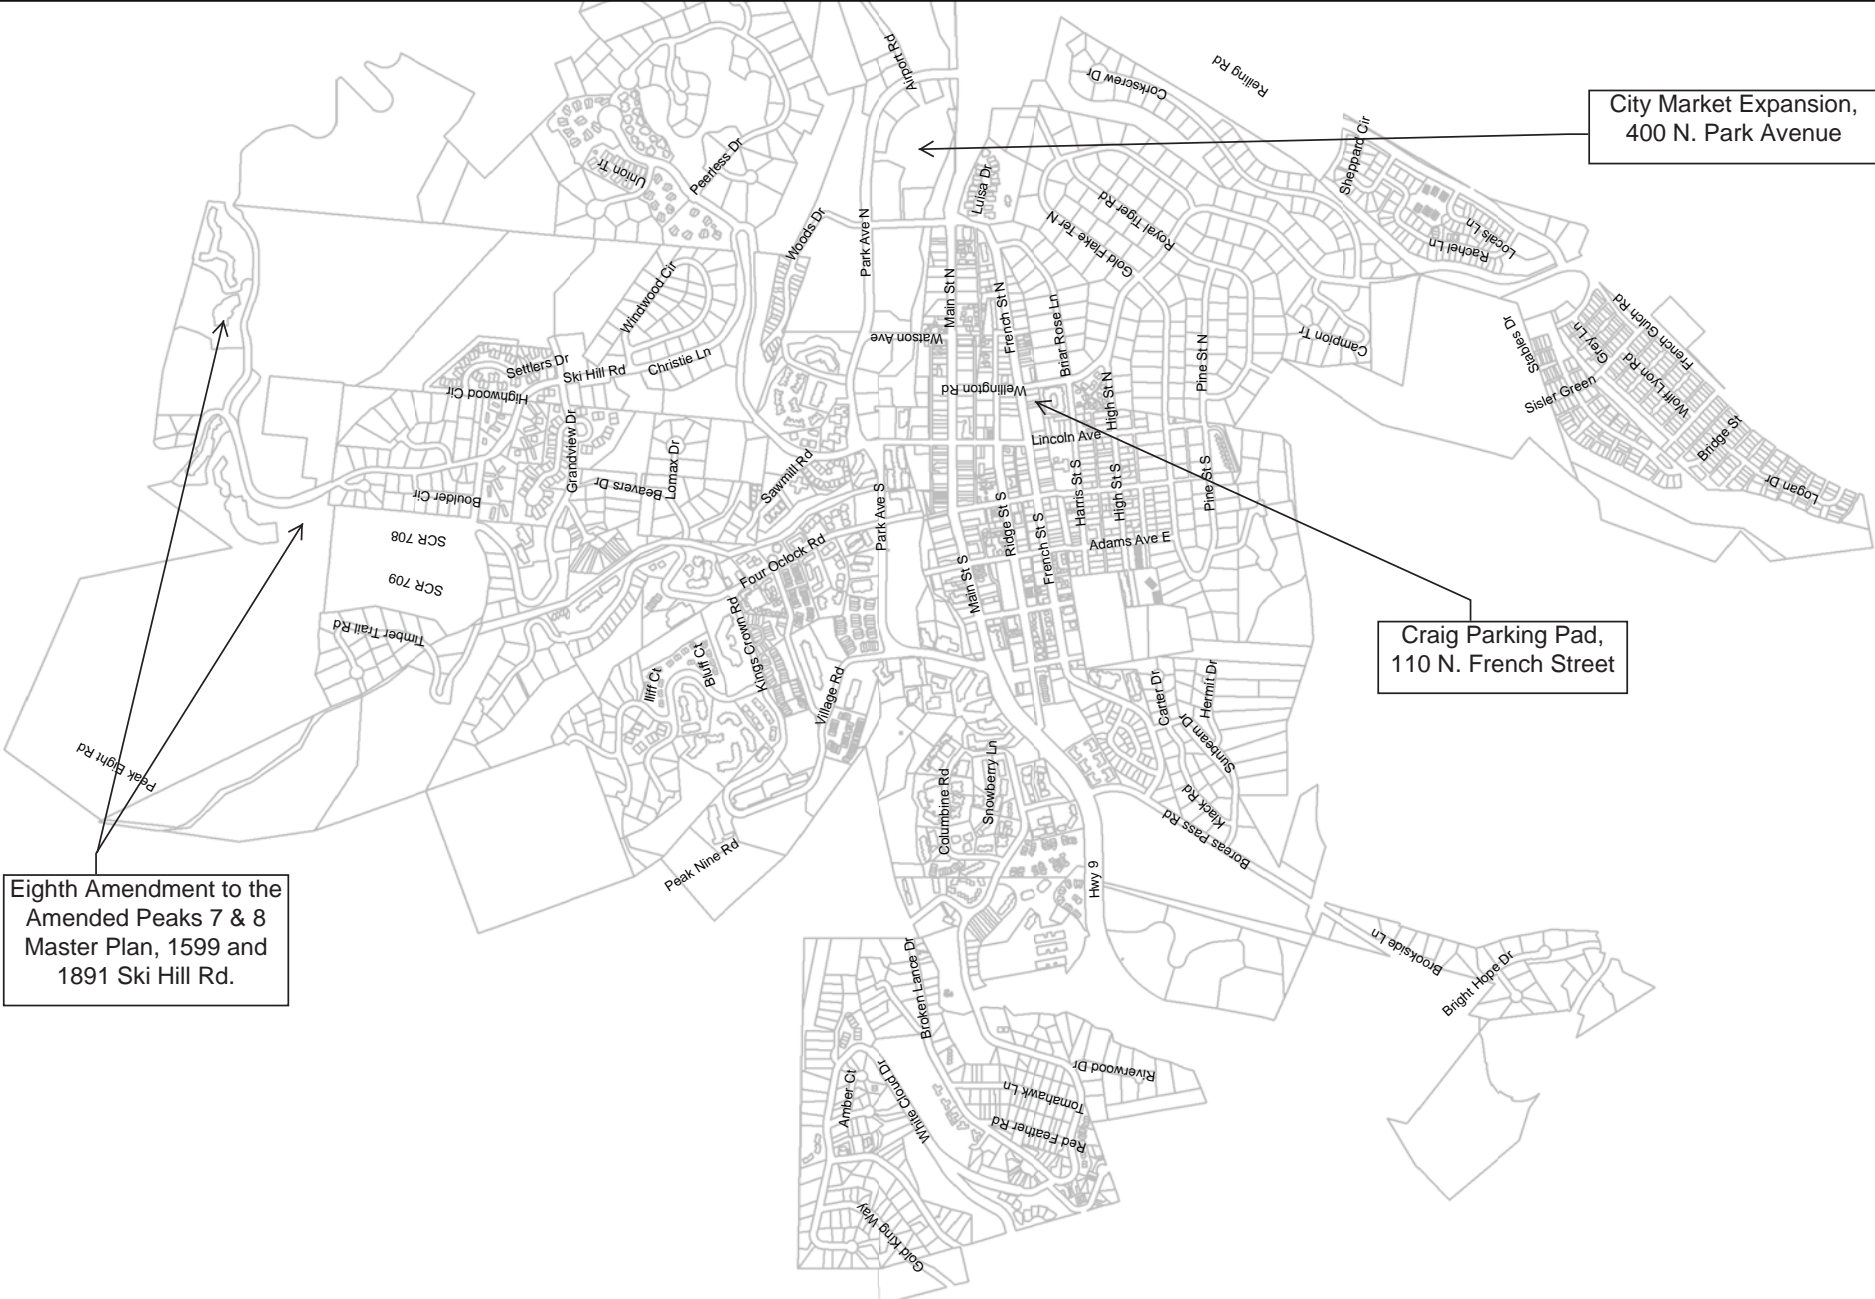 Airport Rd
Reiling Rd
Corkscrew Dr
City Market Expansion,
400 N. Park Avenue
Sheppard Cir
Union Tr
Peerless Dr
Luisa Dr
Woods Dr
Park Ave N
Royal Tiger Rd
Gold Flake Ter N
Locals Ln
Rachel Ln
Windwood Cir
Main St N
French St N
Briar Rose Ln
Watson Ave
Campion Tr
Pine St N
Stables Dr
Grey Ln
French Gulch Rd
Wolff Lyon Rd
Settlers Dr
Ski Hill Rd
Christie Ln
Highwood Cir
Wellington Rd
High St N
Sisler Green
Bridge St
Lincoln Ave
Grandview Dr
Lomax Dr
Sawmill Rd
Beavers Dr
Boulder Cir
Harris St S
High St S
Pine St S
Logan Dr
Park Ave S
Ridge St S
French St S
SCR 708
Adams Ave E
Four Oclock Rd
SCR 709
Main St S
Timber Trail Rd
Kings Crown Rd
Craig Parking Pad,
110 N. French Street
Iliff Ct
Bluff Ct
Village Rd
Carter Dr
Hermit Dr
Sunbeam Dr
Peak Eight Rd
Columbine Rd
Snowberry Ln
Klack Rd
Boreas Pass Rd
Peak Nine Rd
Hwy 9
Eighth Amendment to the
Amended Peaks 7 & 8
Master Plan, 1599 and
1891 Ski Hill Rd.
Broken Lance Dr
Brookside Ln
Bright Hope Dr
Riverwood Dr
Amber Ct
White Cloud Dr
Tomahawk Ln
Red Feather Rd
Gold King Way